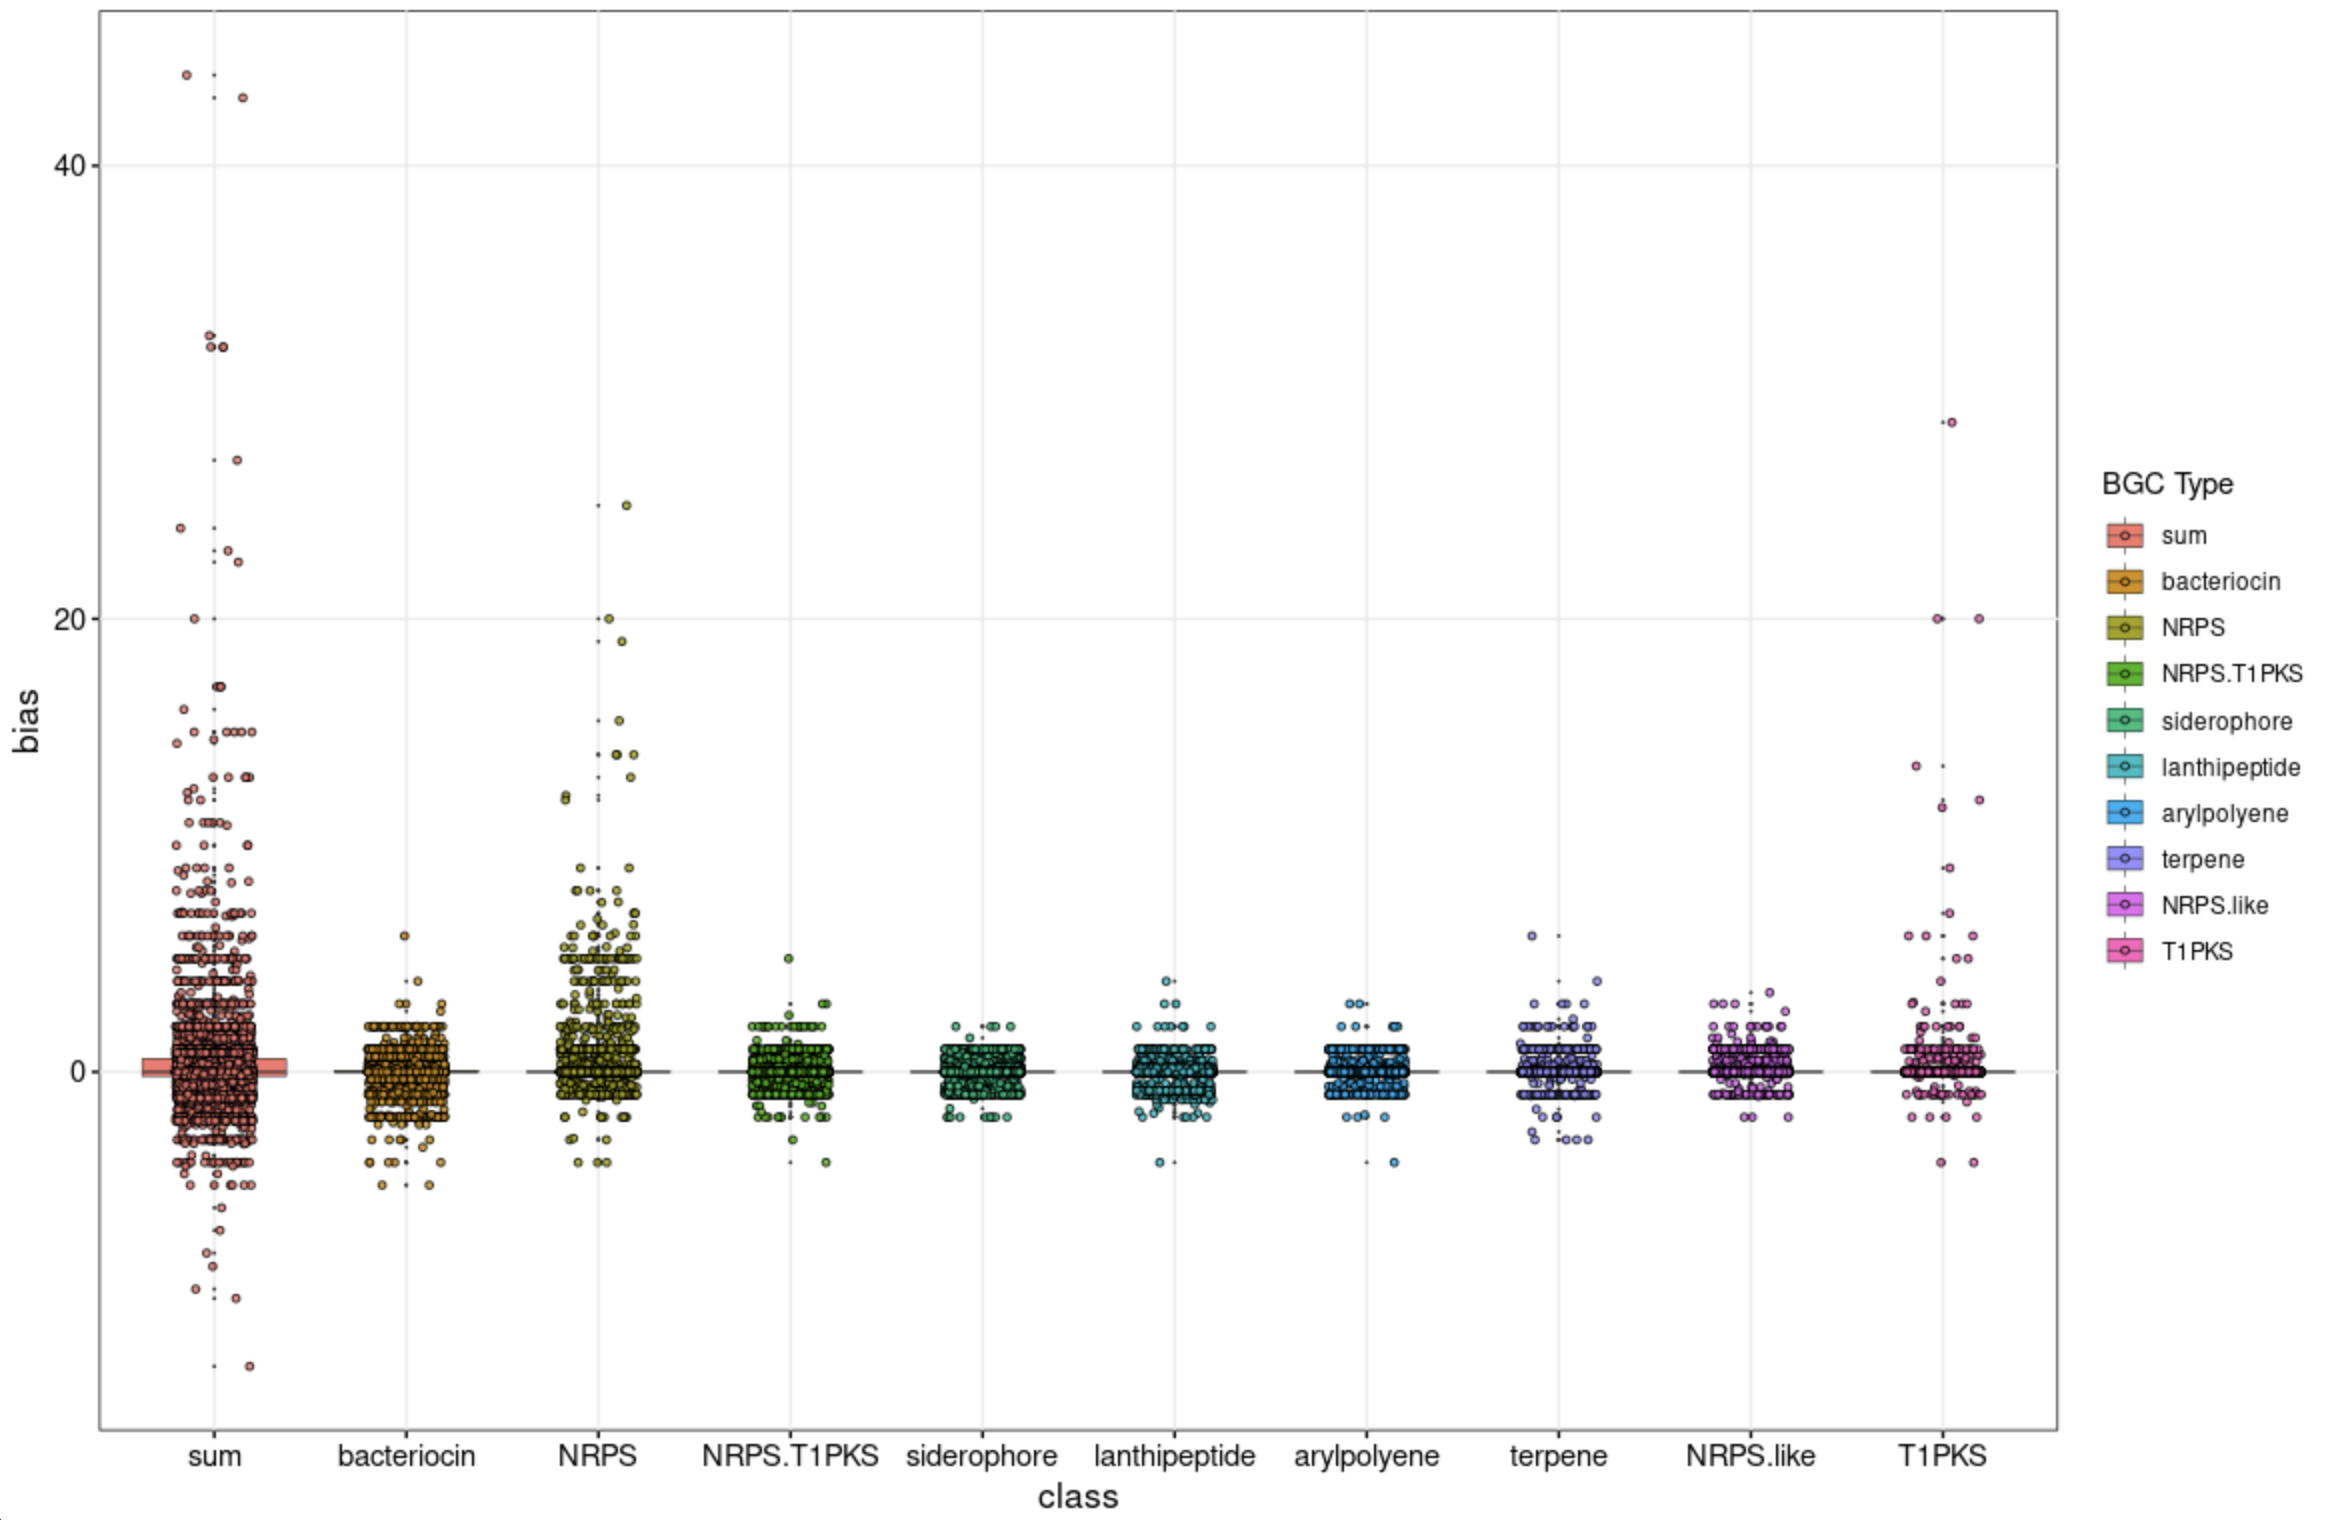 40
20
0
bias
sum bacteriocin NRPS NRPS.T1PKS siderophore lanthipeptide arylpolyene terpene NRPS.like T1PKS
class
BGC Type
sum
bacteriocin
NRPS
NRPS.T1PKS
siderophore
lanthipeptide
arylpolyene
terpene
NRPS.like
T1PKS